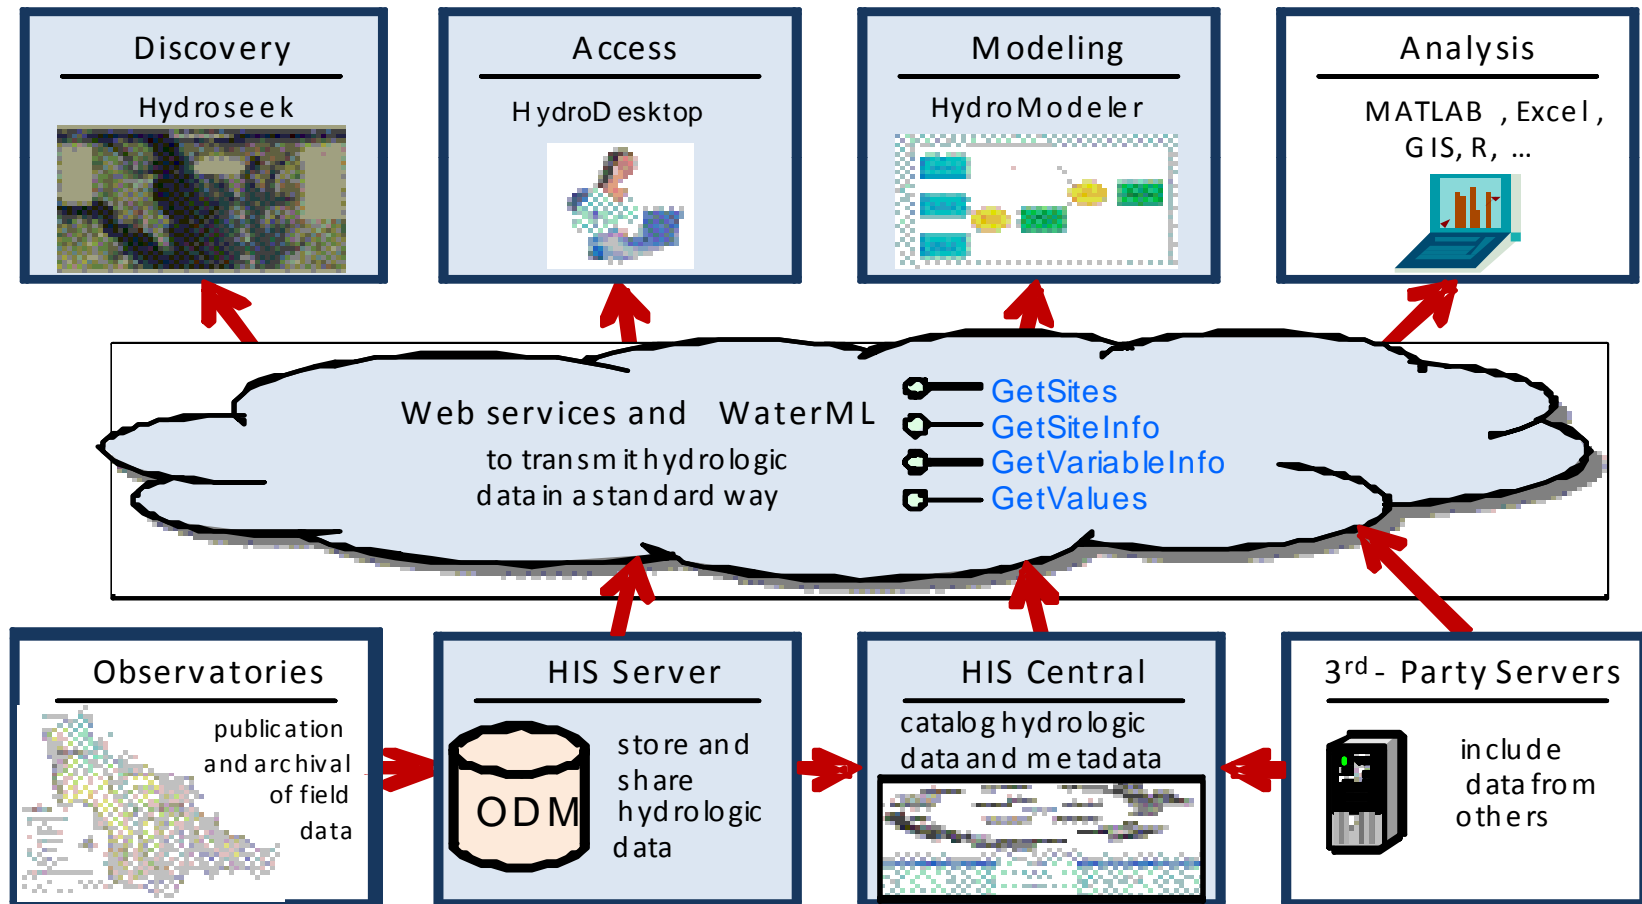 Discovery
Hydroseek
Access
HydroDesktop
Modeling
HydroModeler
Analysis
MATLAB , Excel ,
GIS, R, ...
Web services and WaterML
to transmit hydrologic
data in a standard way
GetSites
GetSiteInfo
GetVariableInfo
GetValues
Observatories
publication
and archival
of field
data
HIS Server
ODM
store and
share
hydrologic
data
HIS Central
catalog hydrologic
data and metadata
3rd - Party Servers
include
data from
others